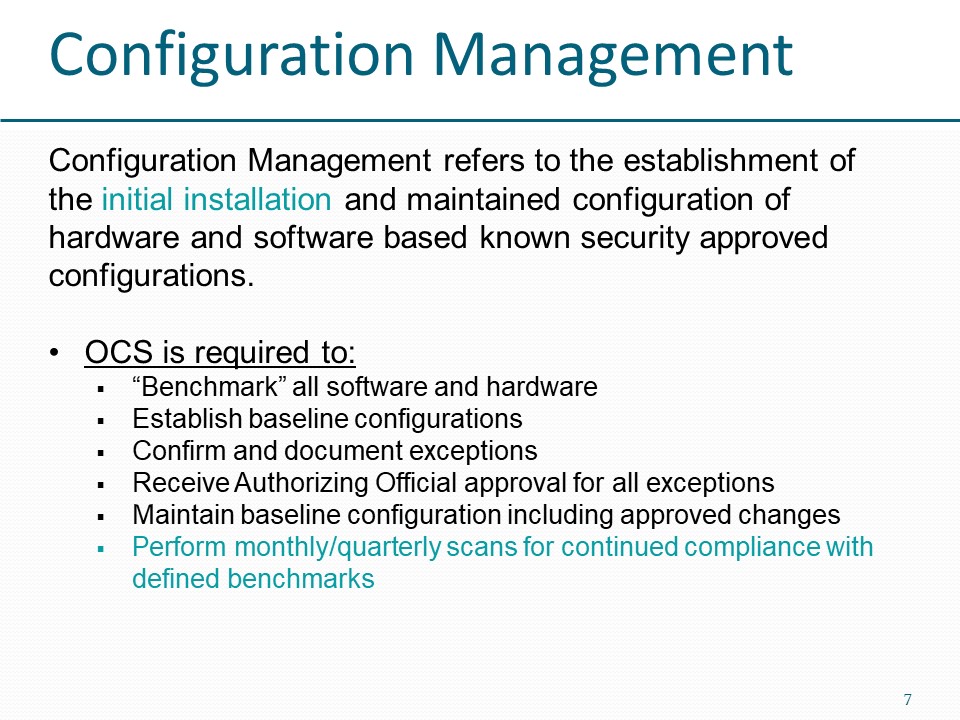 Configuration Management
Configuration Management refers to the establishment of
the initial installation and maintained configuration of
hardware and software based known security approved
configurations.
• OCS is required to:
▪ “Benchmark” all software and hardware
▪ Establish baseline configurations
▪ Confirm and document exceptions
▪ Receive Authorizing Official approval for all exceptions
▪ Maintain baseline configuration including approved changes
▪ Perform monthly/quarterly scans for continued compliance with
defined benchmarks
7